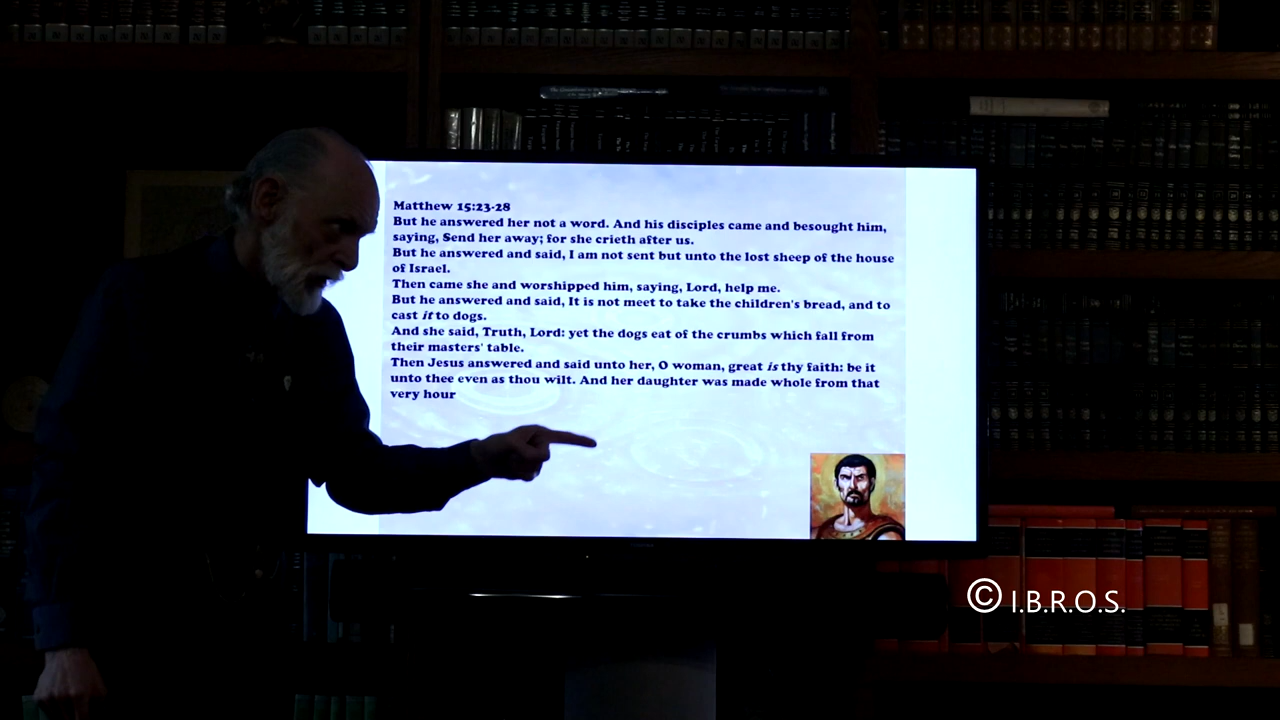 Matthew 15:23-28
But he answered her not a word. And his disciples came and besought him,
saying, Send her away; for she crieth after us.
But he answered and said, I am not sent but unto the lost sheep of the house
of Israel.
Then came she and worshipped him, saying, Lord, help me.
But he answered and said, It is not meet to take the children's bread, and to
cast it to dogs.
And she said, Truth, Lord: yet the dogs eat of the crumbs which fall from
their masters' table.
Then Jesus answered and said unto her, O woman, great is thy faith: be it
unto thee even as thou wilt. And her daughter was made whole from that
very hour
© I.B.R.O.S.